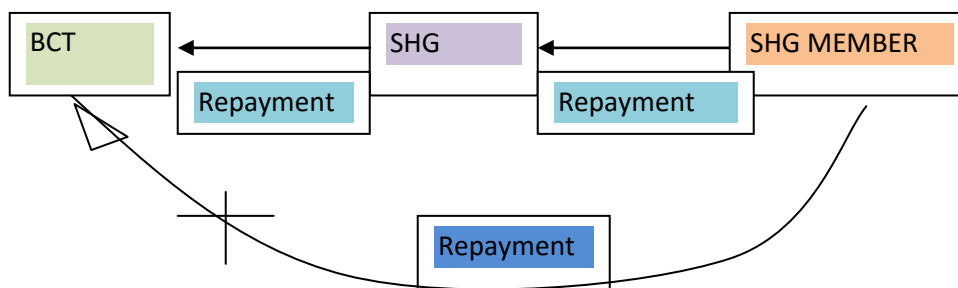 BCT
SHG
SHG MEMBER
Repayment
Repayment
Repayment